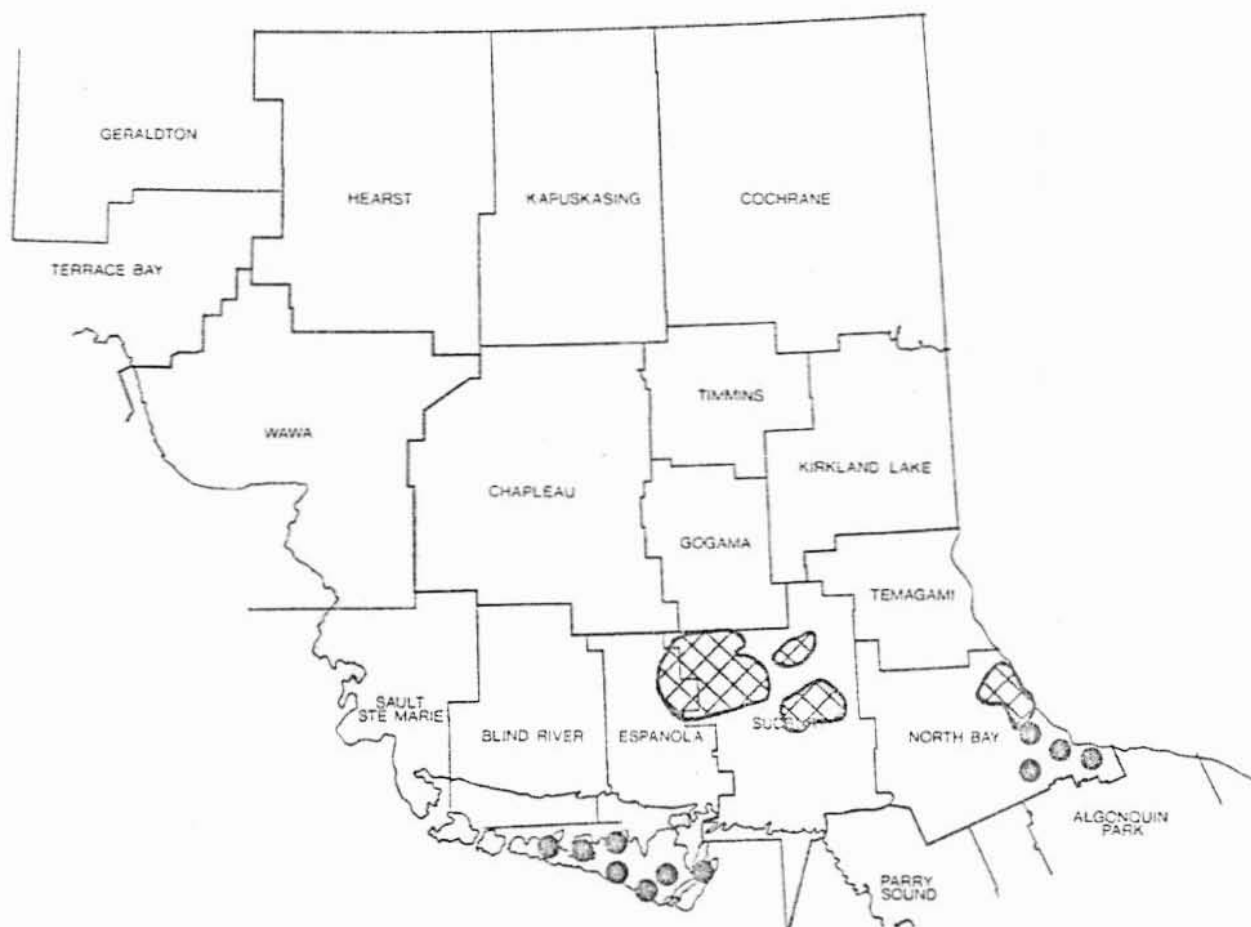 GERALDTON
HEARST
KAPUSKASING
COCHRANE
TERRACE BAY
TIMMINS
WAWA
KIRKLAND LAKE
CHAPLEAU
GOGAMA
TEMAGAMI
SAULT
STE MARIE
BLIND RIVER
ESPANOLA
NORTH BAY
ALGONQUIN
PARK
PARRY
SOUND